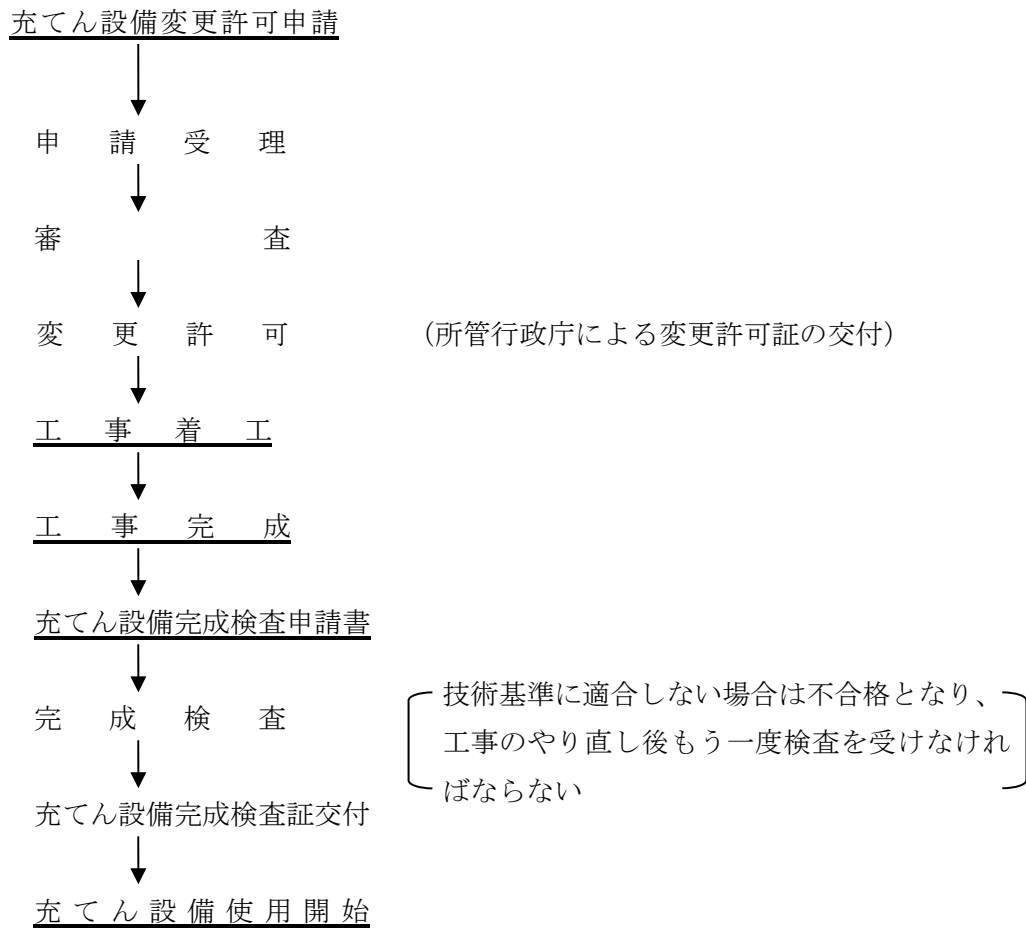 充てん設備変更許可申請
申請受理
審査
変更許可 (所管行政庁による変更許可証の交付)
工事着工
工事完成
充てん設備完成検査申請書
完成検査
技術基準に適合しない場合は不合格となり、
工事のやり直し後もう一度検査を受けなけれ
ばならない
充てん設備完成検査証交付
充てん設備使用開始